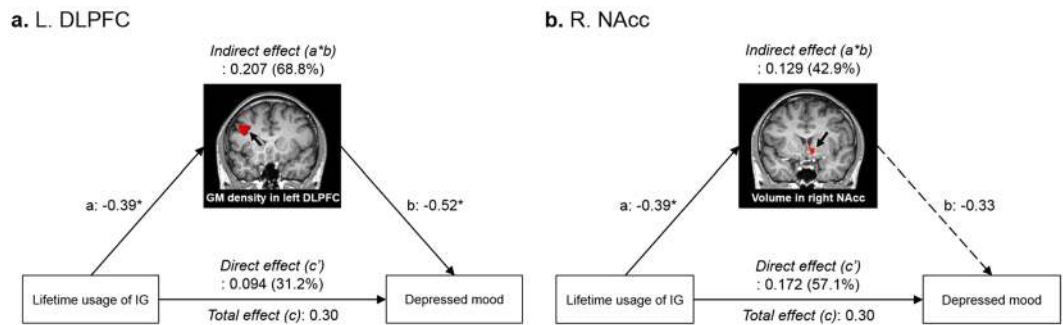 a. L. DLPFC
Indirect effect (a*b)
: 0.207 (68.8%)
GM density in left DLPFC
a: -0.39*
b: -0.52*
Lifetime usage of IG
Direct effect (c')
: 0.094 (31.2%)
Total effect (c): 0.30
Depressed mood
b. R. NAcc
Indirect effect (a*b)
: 0.129 (42.9%)
Volume in right NAcc
a: -0.39*
b: -0.33
Lifetime usage of IG
Direct effect (c')
: 0.172 (57.1%)
Total effect (c): 0.30
Depressed mood